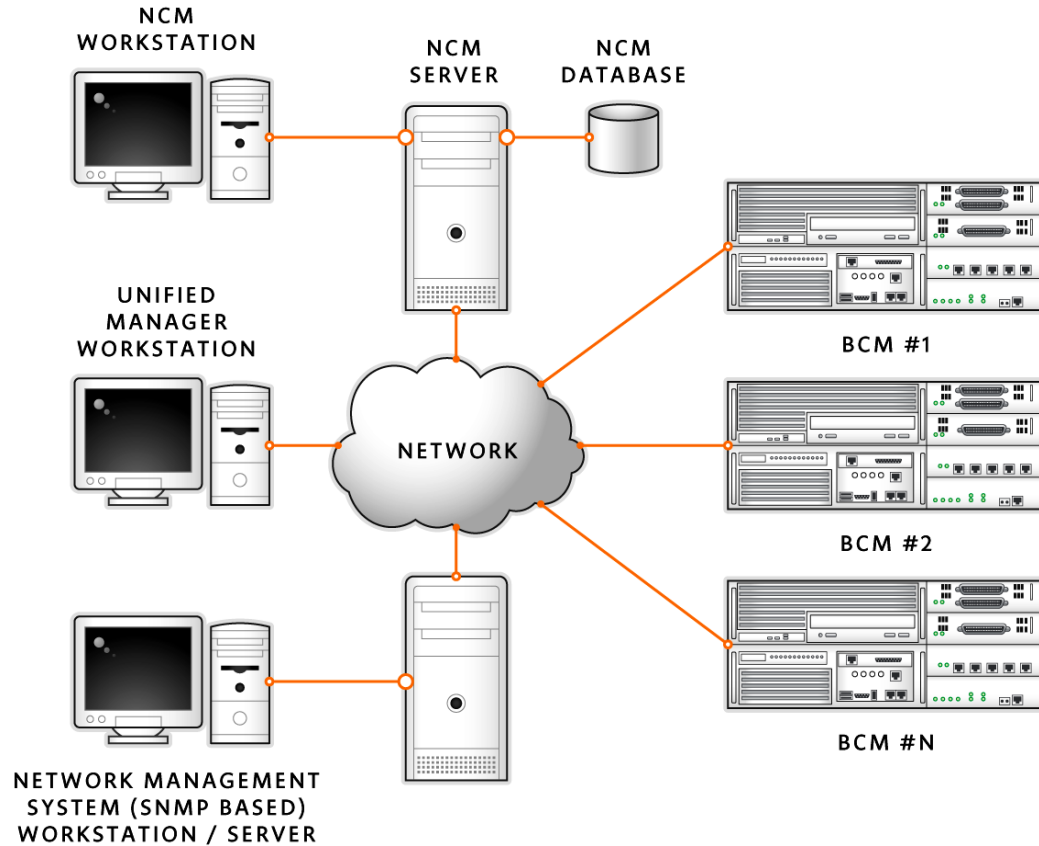 NCM
WORKSTATION
NCM
SERVER
NCM
DATABASE
BCM #1
UNIFIED
MANAGER
WORKSTATION
NETWORK
BCM #2
NETWORK MANAGEMENT
SYSTEM (SNMP BASED)
WORKSTATION / SERVER
BCM #N